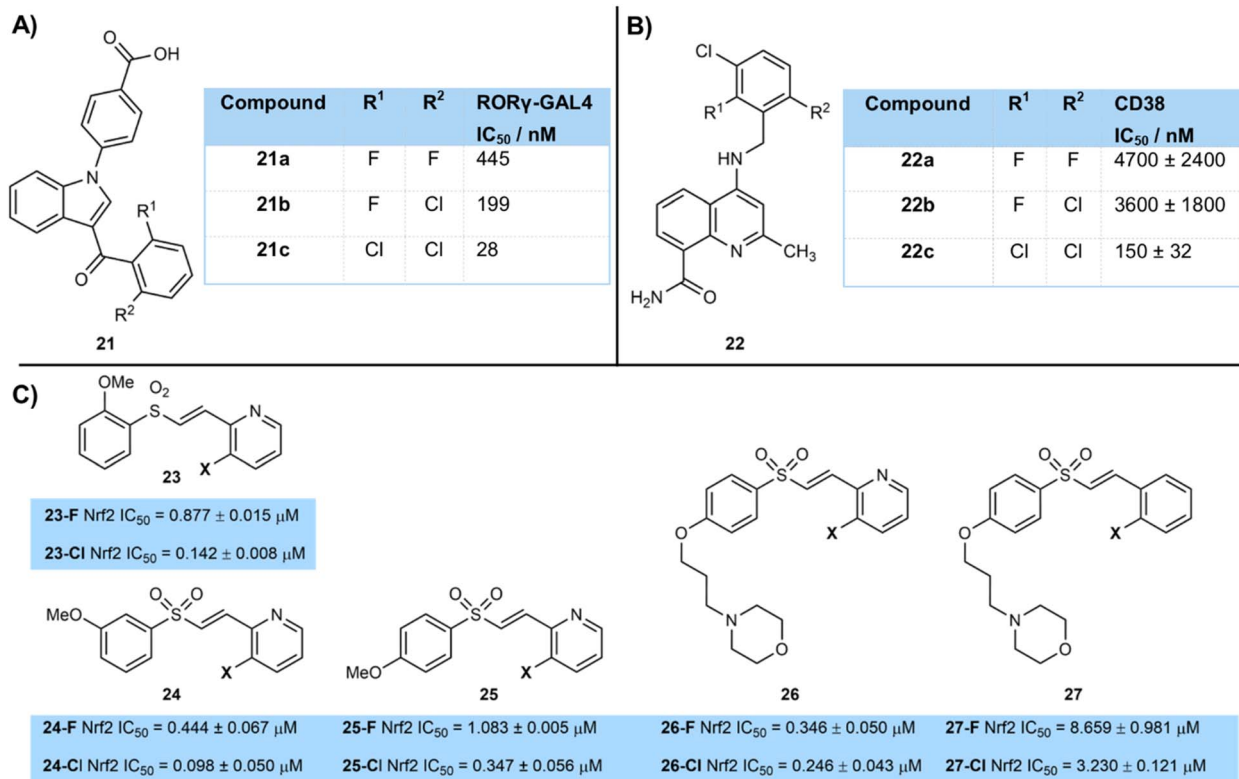 A)
O
OH
N
R¹
O
R²
21
Compound R¹ R² RORγ-GAL4
IC₅₀ / nM
21a F F 445
21b F Cl 199
21c Cl Cl 28
B)
Cl
R¹ R²
HN
N CH₃
H₂N O
22
Compound R¹ R² CD38
IC₅₀ / nM
22a F F 4700 ± 2400
22b F Cl 3600 ± 1800
22c Cl Cl 150 ± 32
C)
OMe O₂
S N
X
23
23-F Nrf2 IC₅₀ = 0.877 ± 0.015 μM
23-Cl Nrf2 IC₅₀ = 0.142 ± 0.008 μM
O O
MeO S N
X
24
24-F Nrf2 IC₅₀ = 0.444 ± 0.067 μM
24-Cl Nrf2 IC₅₀ = 0.098 ± 0.050 μM
O O
S N
MeO X
25
25-F Nrf2 IC₅₀ = 1.083 ± 0.005 μM
25-Cl Nrf2 IC₅₀ = 0.347 ± 0.056 μM
O O
S N
X
O
N
O
26
26-F Nrf2 IC₅₀ = 0.346 ± 0.050 μM
26-Cl Nrf2 IC₅₀ = 0.246 ± 0.043 μM
O O
S
X
O
N
O
27
27-F Nrf2 IC₅₀ = 8.659 ± 0.981 μM
27-Cl Nrf2 IC₅₀ = 3.230 ± 0.121 μM